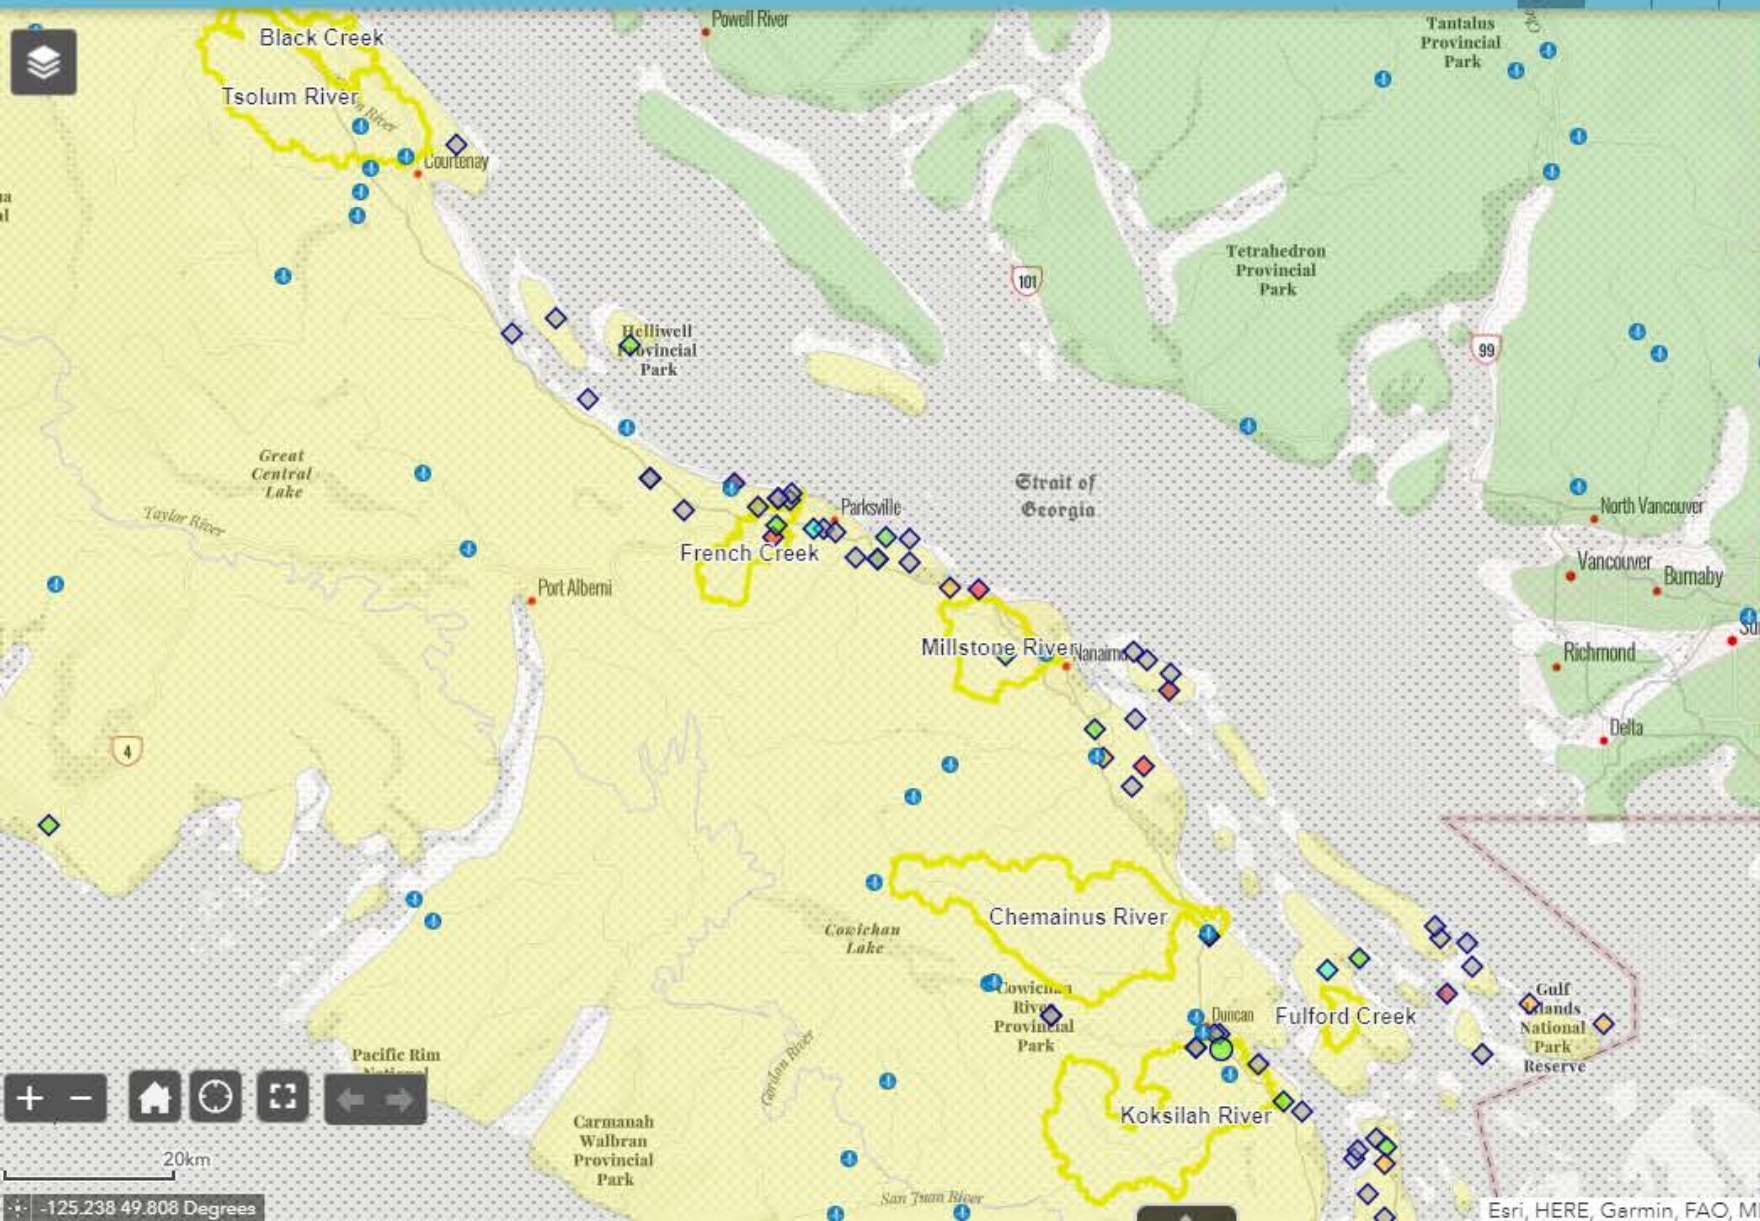 Powell River
Tantalus
Provincial
Park
Black Creek
Tsolum River
River
Courtenay
Tetrahedron
Provincial
Park
101
99
Helliwell
Provincial
Park
Great
Central
Lake
Taylor River
Strait of
Georgia
Parksville
French Creek
North Vancouver
Vancouver
Burnaby
Port Alberni
Millstone River
Nanaimo
Richmond
Delta
4
Chemainus River
Cowichan
Lake
Cowichan
River
Provincial
Park
Duncan
Fulford Creek
Gulf
Islands
National
Park
Reserve
Pacific Rim
National
Gordon River
Koksilah River
Carmanah
Walbran
Provincial
Park
San Juan River
20km
-125.238 49.808 Degrees
Esri, HERE, Garmin, FAO, M